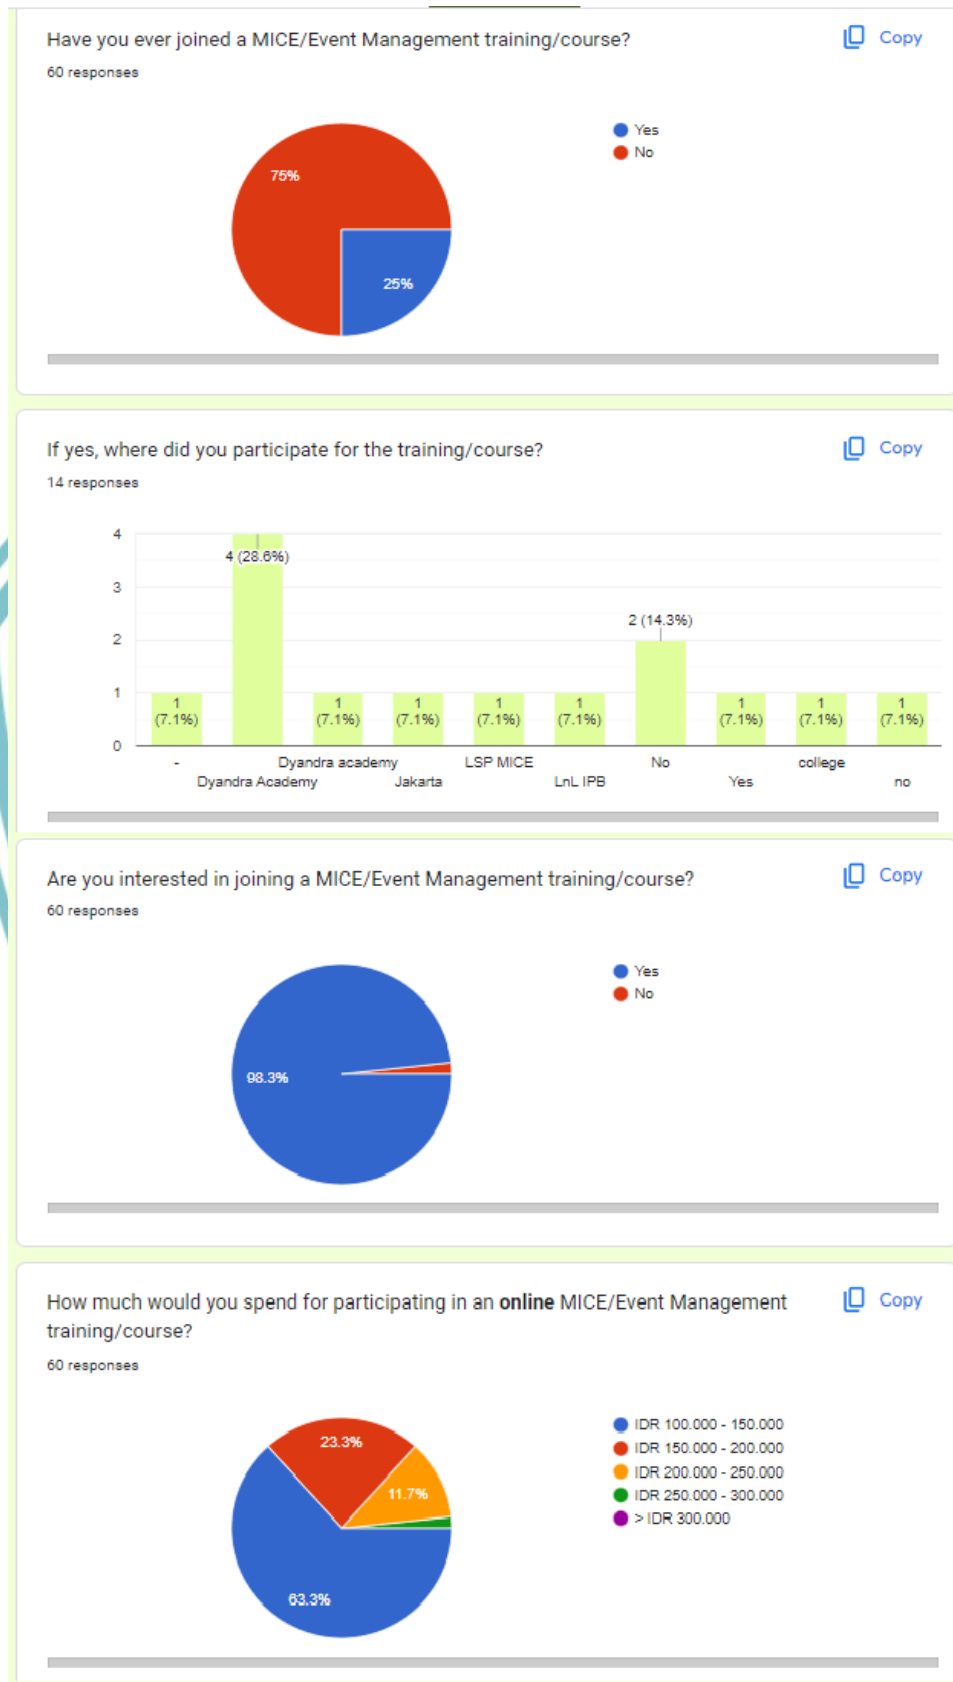 Have you ever joined a MICE/Event Management training/course?
Copy
60 responses
Yes
No
75%
25%
If yes, where did you participate for the training/course?
Copy
14 responses
4
3
2
1
0
4 (28.6%)
2 (14.3%)
1
(7.1%)
1
(7.1%)
1
(7.1%)
1
(7.1%)
1
(7.1%)
1
(7.1%)
1
(7.1%)
1
(7.1%)
-
Dyandra Academy
Dyandra academy
Jakarta
LSP MICE
LnL IPB
No
Yes
college
no
Are you interested in joining a MICE/Event Management training/course?
Copy
60 responses
Yes
No
98.3%
How much would you spend for participating in an online MICE/Event Management
training/course?
Copy
60 responses
IDR 100.000 - 150.000
IDR 150.000 - 200.000
IDR 200.000 - 250.000
IDR 250.000 - 300.000
> IDR 300.000
23.3%
11.7%
63.3%